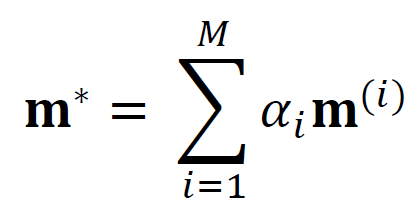 𝐦* = ∑_{i=1}^{M} α_i 𝐦^{(i)}